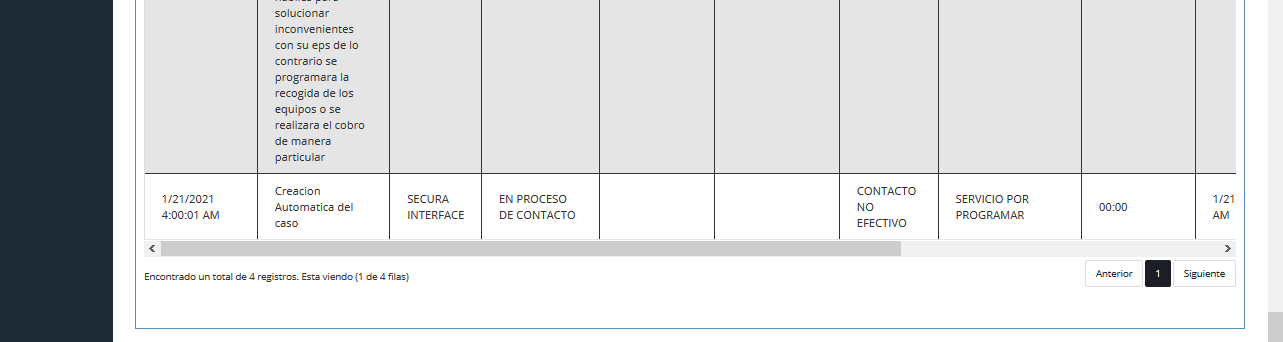 solucionar
inconvenientes
con su eps de lo
contrario se
programara la
recogida de los
equipos o se
realizara el cobro
de manera
particular
1/21/2021
4:00:01 AM
Creacion
Automatica del
caso
SECURA
INTERFACE
EN PROCESO
DE CONTACTO
CONTACTO
NO
EFECTIVO
SERVICIO POR
PROGRAMAR
00:00
1/21
AM
Encontrado un total de 4 registros. Esta viendo (1 de 4 filas)
Anterior
1
Siguiente